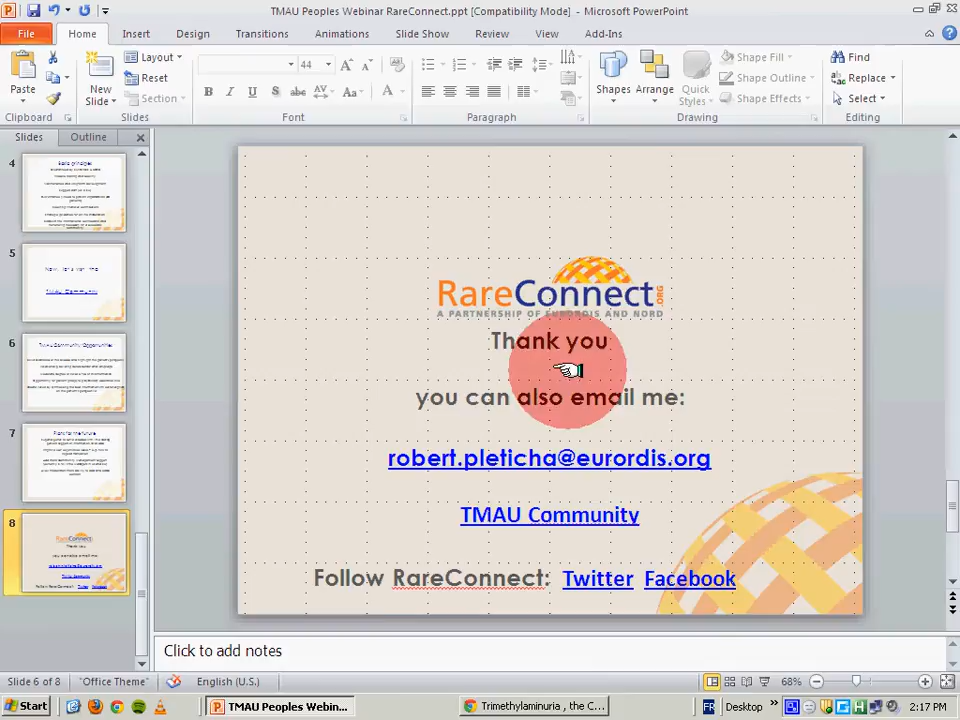 TMAU Peoples Webinar RareConnect.ppt [Compatibility Mode] - Microsoft PowerPoint
File Home Insert Design Transitions Animations Slide Show Review View Add-Ins
Paste
New Slide
Layout
Reset
Section
44
Shapes Arrange Quick Styles
Shape Fill
Shape Outline
Shape Effects
Find
Replace
Select
Clipboard Slides Font Paragraph Drawing Editing
Slides Outline
4
5
TMAU Community
6
7
8
RareConnect.ORG
A PARTNERSHIP OF EURORDIS AND NORD
Thank you
you can also email me:
robert.pleticha@eurordis.org
TMAU Community
Follow RareConnect: Twitter Facebook
Click to add notes
Slide 6 of 8 "Office Theme" English (U.S.) 68%
Start TMAU Peoples Webin... Trimethylaminuria , the C... FR Desktop 2:17 PM